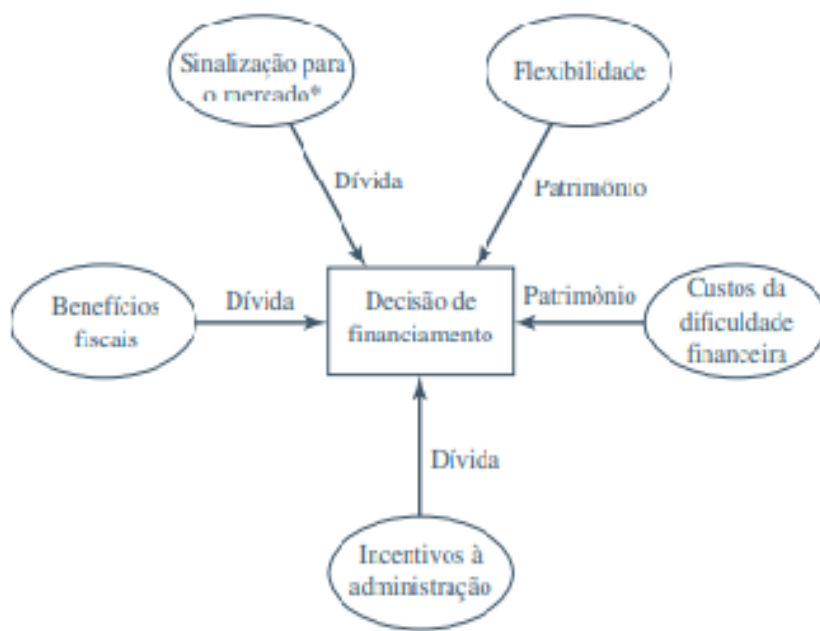 Sinalização para
o mercado*
Flexibilidade
Dívida
Patrimônio
Benefícios
fiscais
Dívida
Decisão de
financiamento
Patrimônio
Custos da
dificuldade
financeira
Dívida
Incentivos à
administração